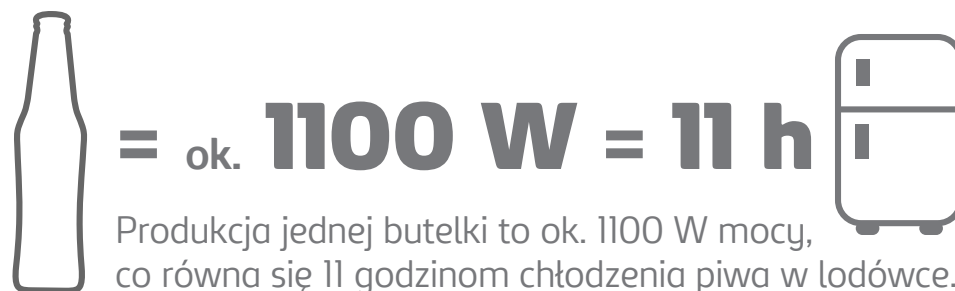 = ok. 1100 W = 11 h
Produkcja jednej butelki to ok. 1100 W mocy,
co równa się 11 godzinom chłodzenia piwa w lodówce.